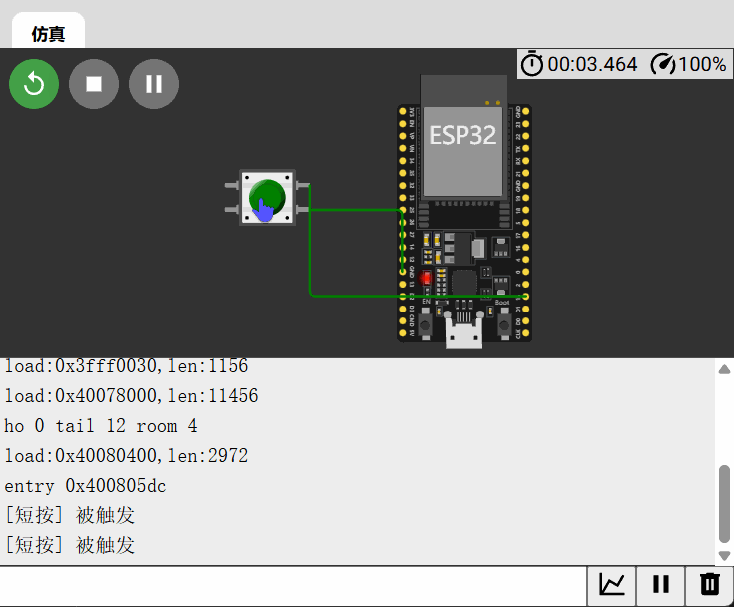 仿真
00:03.464 100%
ESP32
EN Boot
load:0x3fff0030,len:1156
load:0x40078000,len:11456
ho 0 tail 12 room 4
load:0x40080400,len:2972
entry 0x400805dc
[短按] 被触发
[短按] 被触发